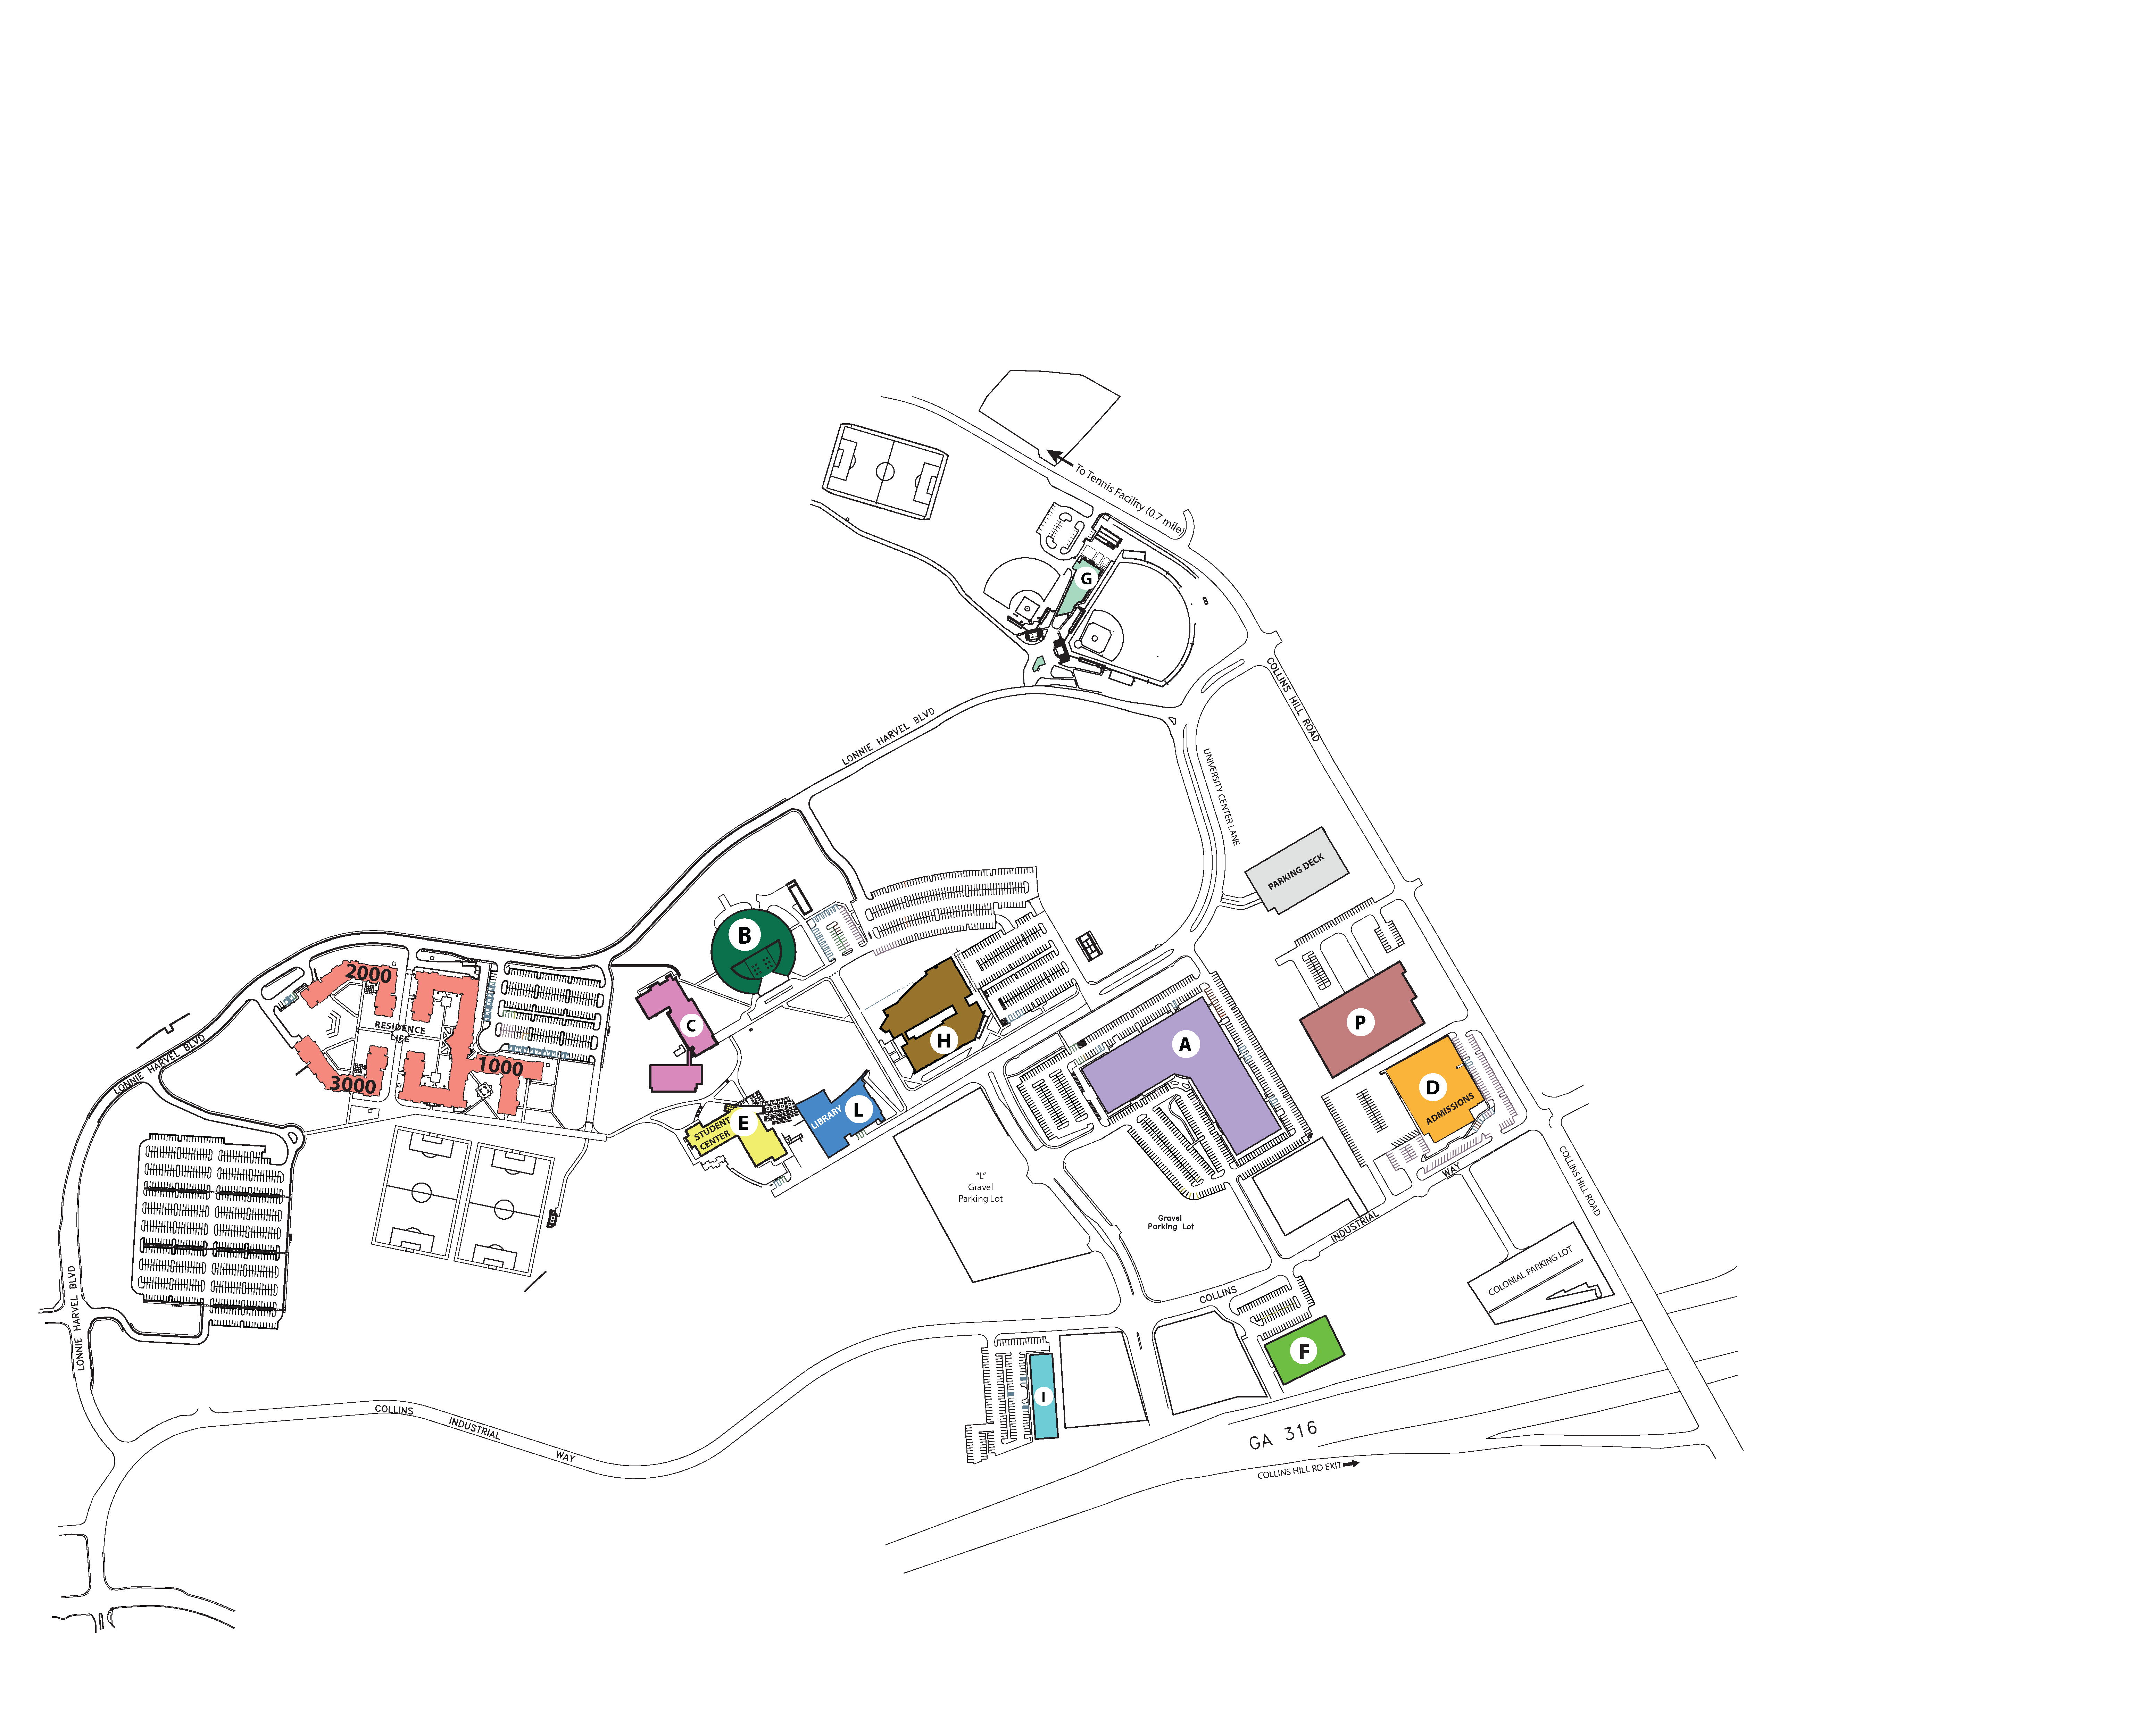 To Tennis Facility (0.7 mile)
G
COLLINS HILL ROAD
LONNIE HARVEL BLVD
UNIVERSITY CENTER LANE
PARKING DECK
B
2000
C
P
RESIDENCE
LIFE
H
A
LONNIE HARVEL BLVD
1000
3000
D
ADMISSIONS
L
LIBRARY
E
STUDENT
CENTER
"L"
Gravel
Parking Lot
WAY
COLLINS HILL ROAD
Gravel
Parking Lot
INDUSTRIAL
COLONIAL PARKING LOT
COLLINS
LONNIE HARVEL BLVD
F
I
COLLINS
INDUSTRIAL
WAY
GA 316
COLLINS HILL RD EXIT